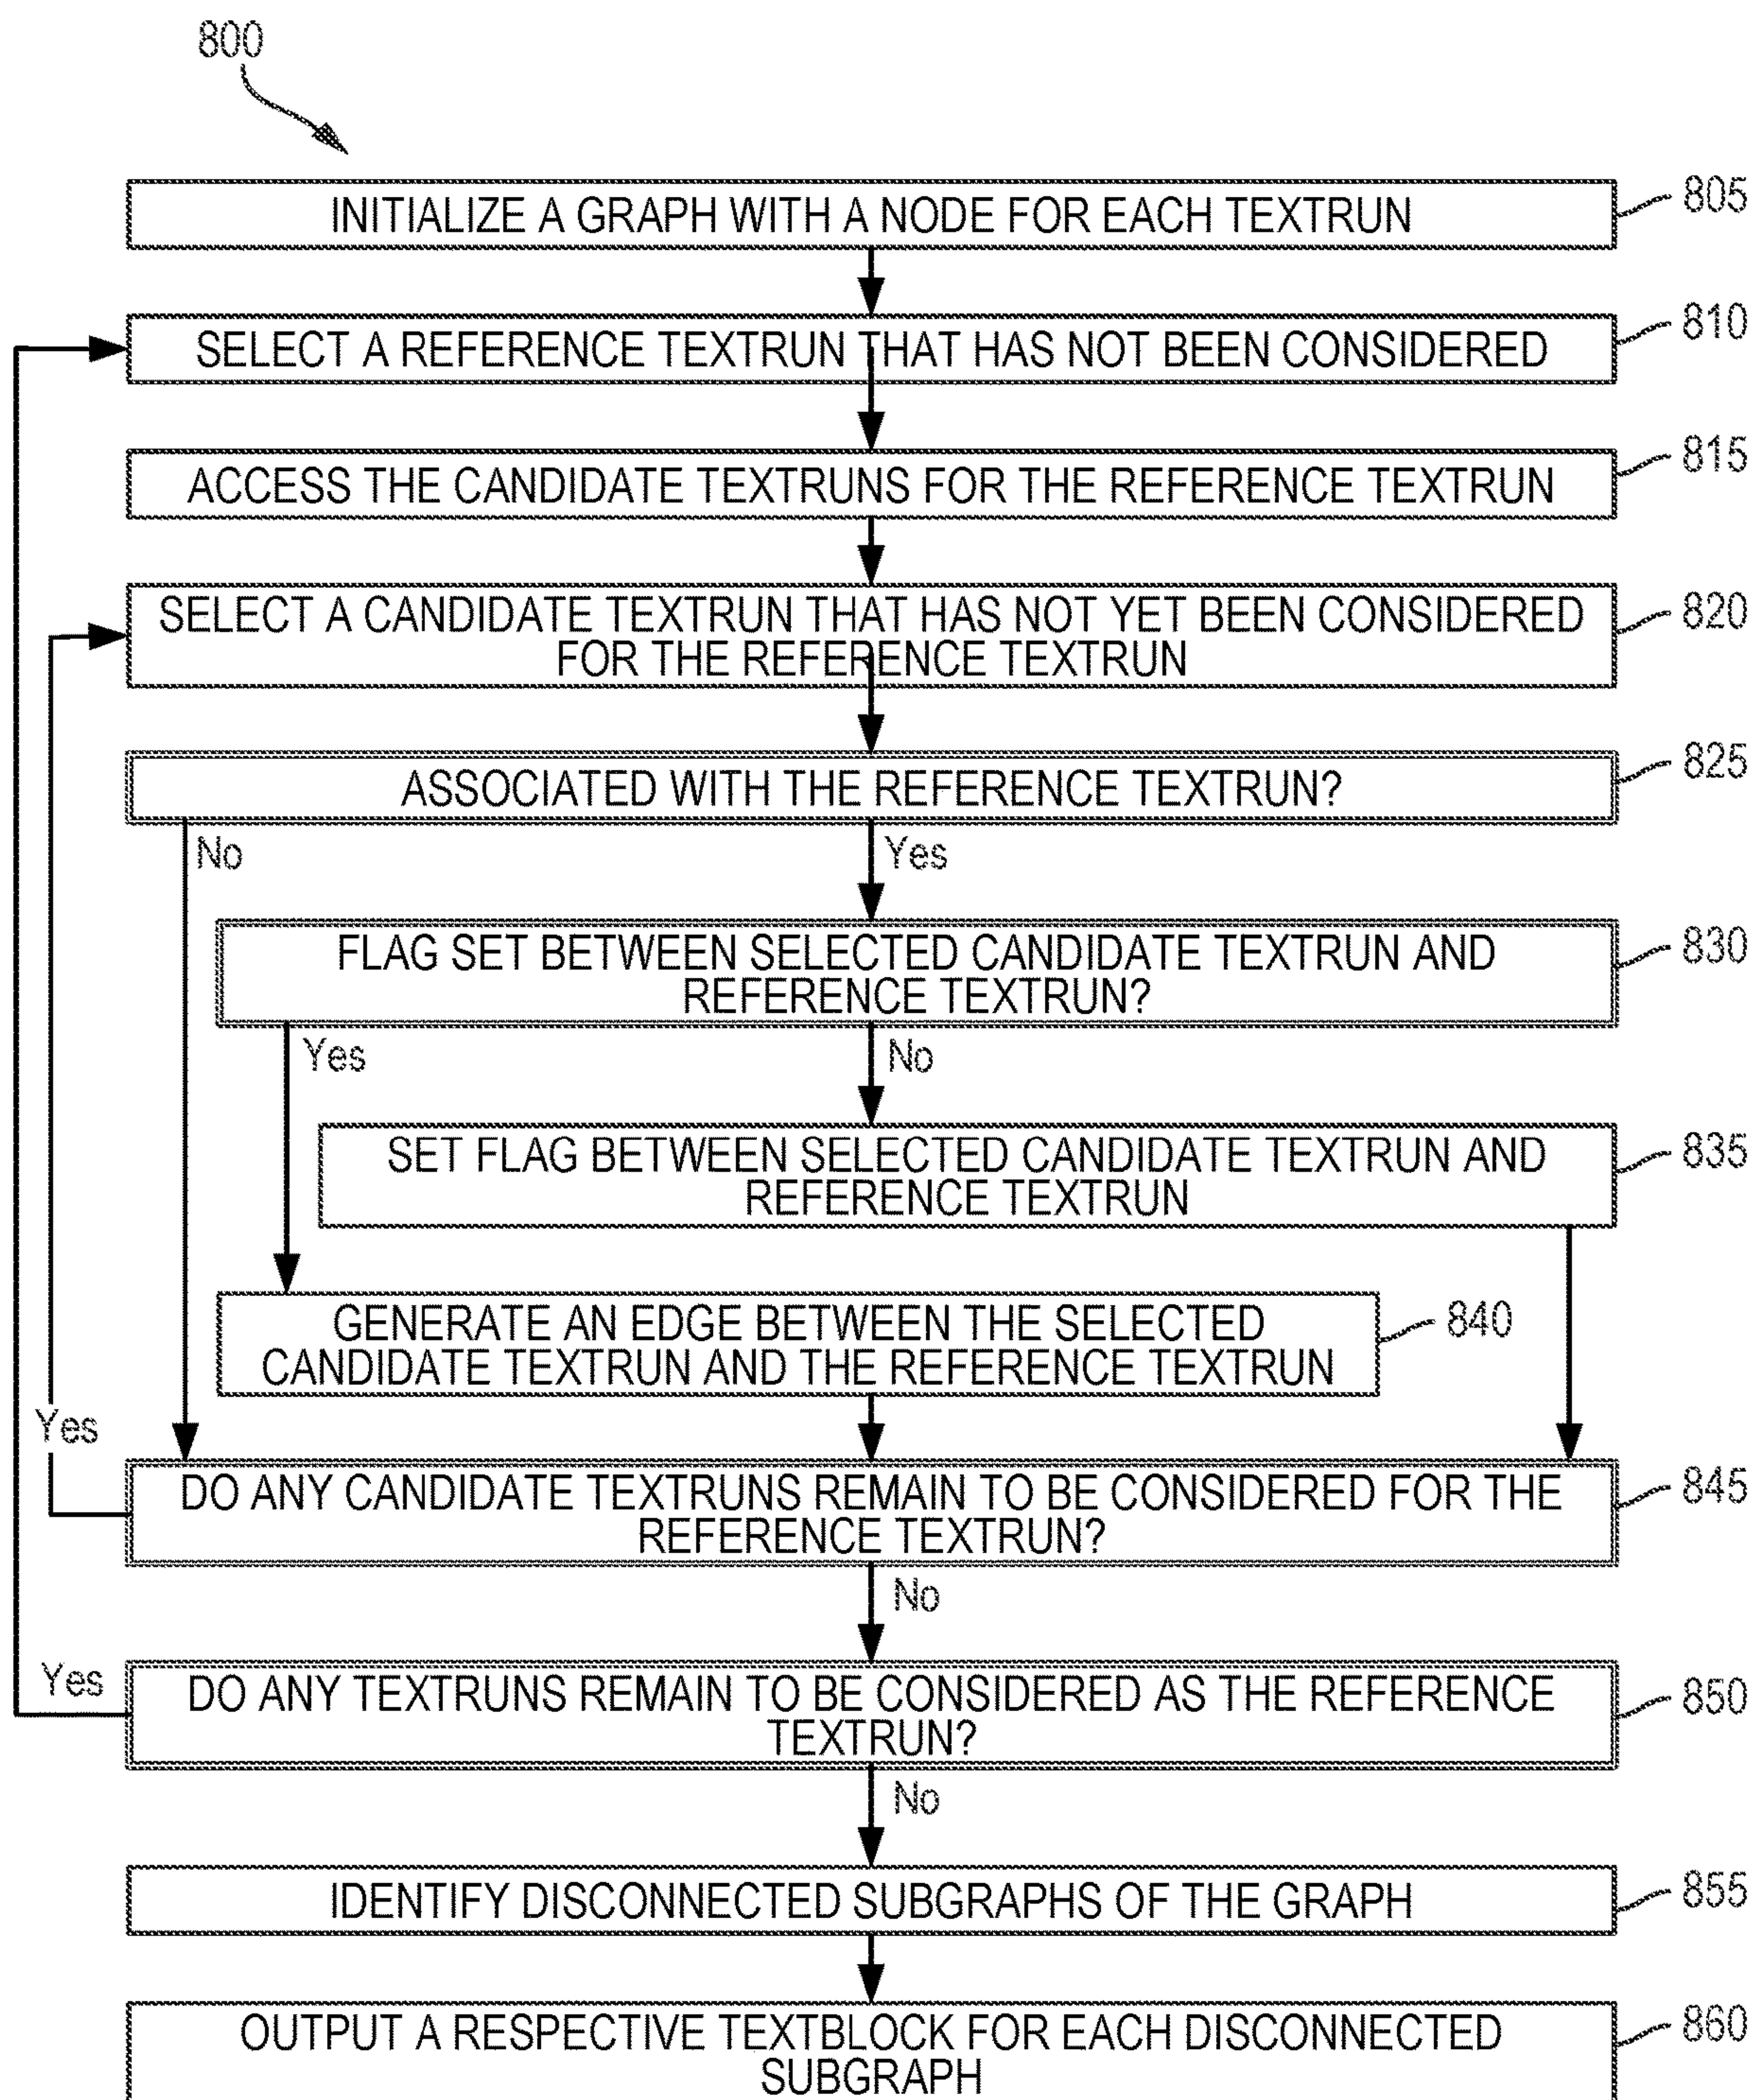 800
INITIALIZE A GRAPH WITH A NODE FOR EACH TEXTRUN
805
SELECT A REFERENCE TEXTRUN THAT HAS NOT BEEN CONSIDERED
810
ACCESS THE CANDIDATE TEXTRUNS FOR THE REFERENCE TEXTRUN
815
SELECT A CANDIDATE TEXTRUN THAT HAS NOT YET BEEN CONSIDERED
FOR THE REFERENCE TEXTRUN
820
ASSOCIATED WITH THE REFERENCE TEXTRUN?
825
No
Yes
FLAG SET BETWEEN SELECTED CANDIDATE TEXTRUN AND
REFERENCE TEXTRUN?
830
Yes
No
SET FLAG BETWEEN SELECTED CANDIDATE TEXTRUN AND
REFERENCE TEXTRUN
835
GENERATE AN EDGE BETWEEN THE SELECTED
CANDIDATE TEXTRUN AND THE REFERENCE TEXTRUN
840
Yes
DO ANY CANDIDATE TEXTRUNS REMAIN TO BE CONSIDERED FOR THE
REFERENCE TEXTRUN?
845
No
Yes
DO ANY TEXTRUNS REMAIN TO BE CONSIDERED AS THE REFERENCE
TEXTRUN?
850
No
IDENTIFY DISCONNECTED SUBGRAPHS OF THE GRAPH
855
OUTPUT A RESPECTIVE TEXTBLOCK FOR EACH DISCONNECTED
SUBGRAPH
860